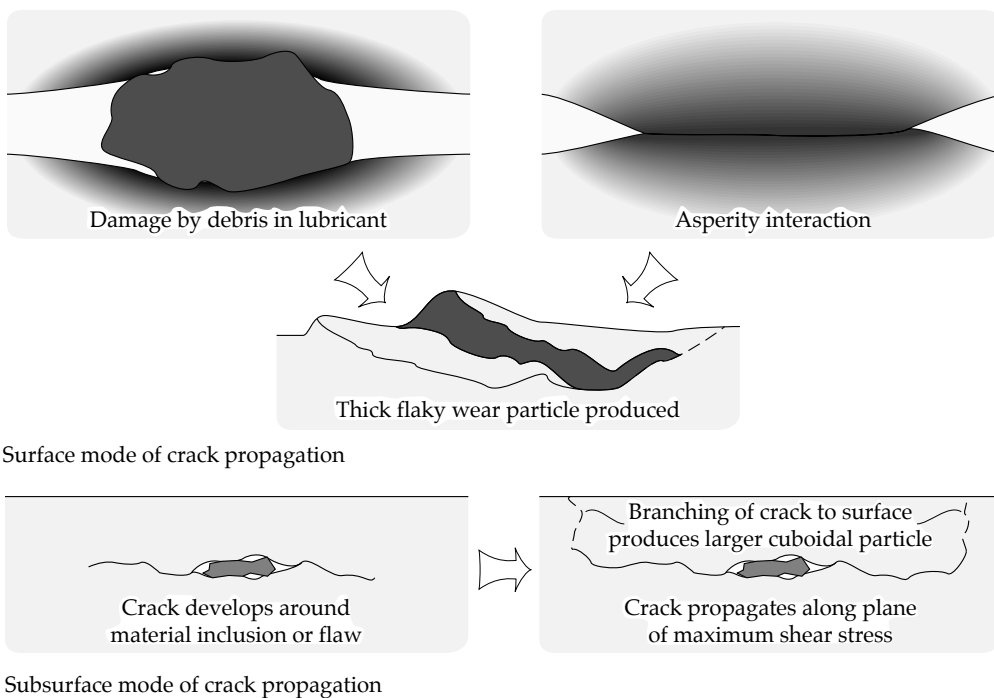 Damage by debris in lubricant
Asperity interaction
Thick flaky wear particle produced
Surface mode of crack propagation
Crack develops around
material inclusion or flaw
Branching of crack to surface
produces larger cuboidal particle
Crack propagates along plane
of maximum shear stress
Subsurface mode of crack propagation